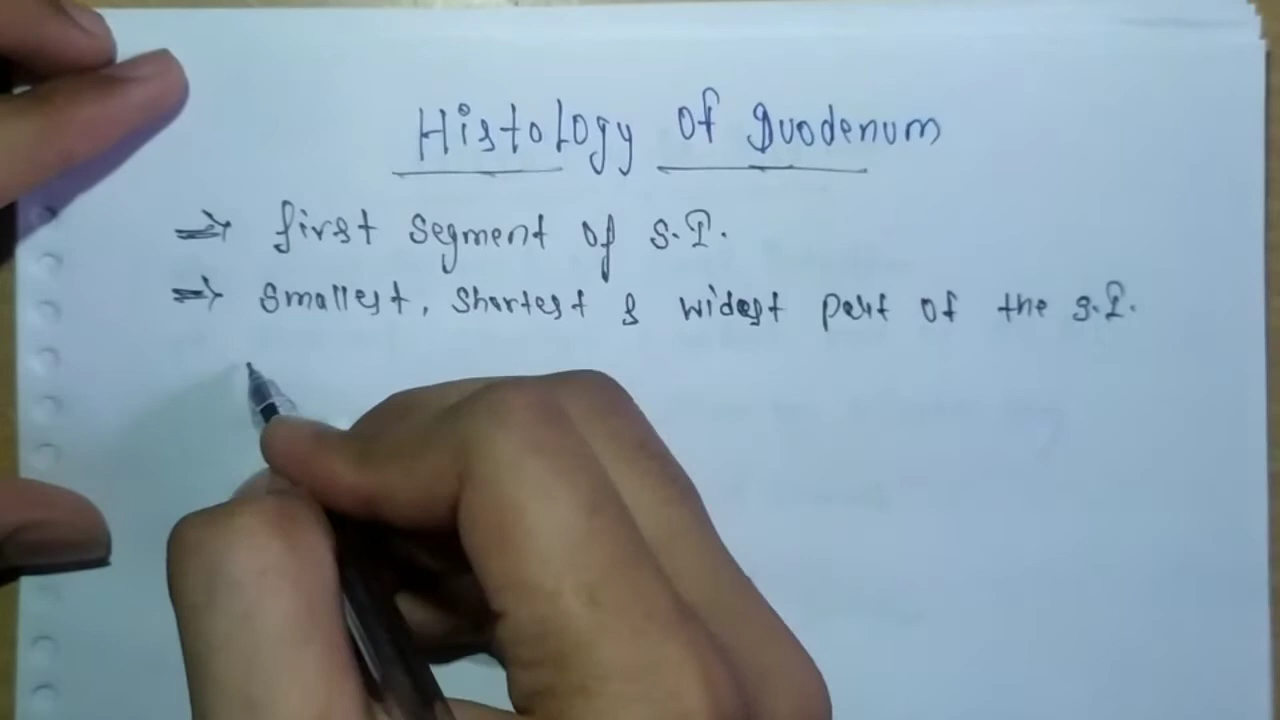 Histology of Duodenum
⇒ first segment of S.I.
⇒ Smallest, Shortest & widest part of the S.I.